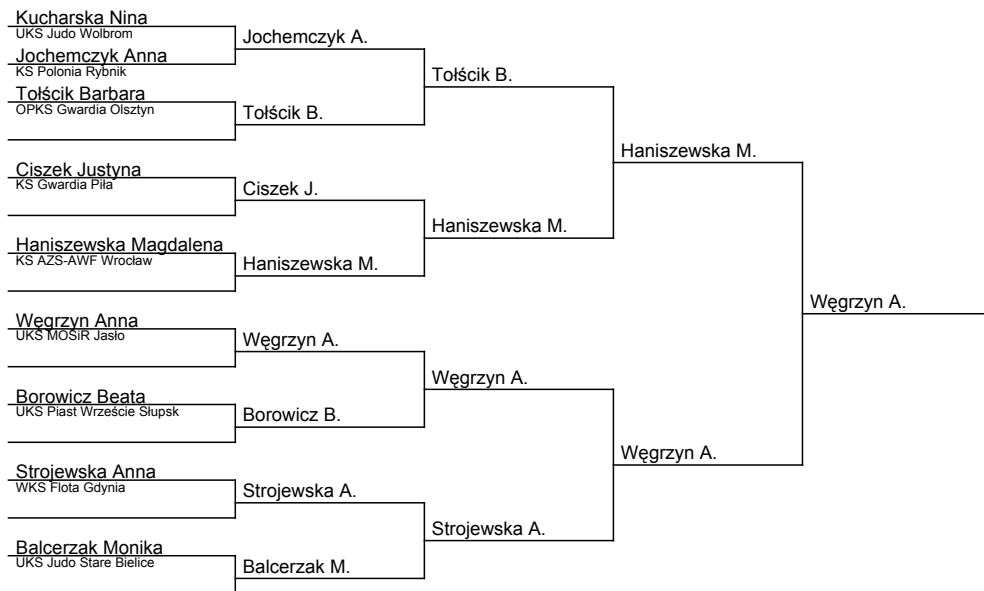 Kucharska Nina
UKS Judo Wolbrom
Jochemczyk A.
Jochemczyk Anna
KS Polonia Rybnik
Tołścik B.
Tołścik Barbara
OPKS Gwardia Olsztyn
Tołścik B.
Haniszewska M.
Ciszek Justyna
KS Gwardia Piła
Ciszek J.
Haniszewska M.
Haniszewska Magdalena
KS AZS-AWF Wrocław
Haniszewska M.
Węgrzyn A.
Węgrzyn Anna
UKS MOSiR Jasło
Węgrzyn A.
Węgrzyn A.
Borowicz Beata
UKS Piast Wrzeście Słupsk
Borowicz B.
Węgrzyn A.
Strojewska Anna
WKS Flota Gdynia
Strojewska A.
Strojewska A.
Balcerzak Monika
UKS Judo Stare Bielice
Balcerzak M.